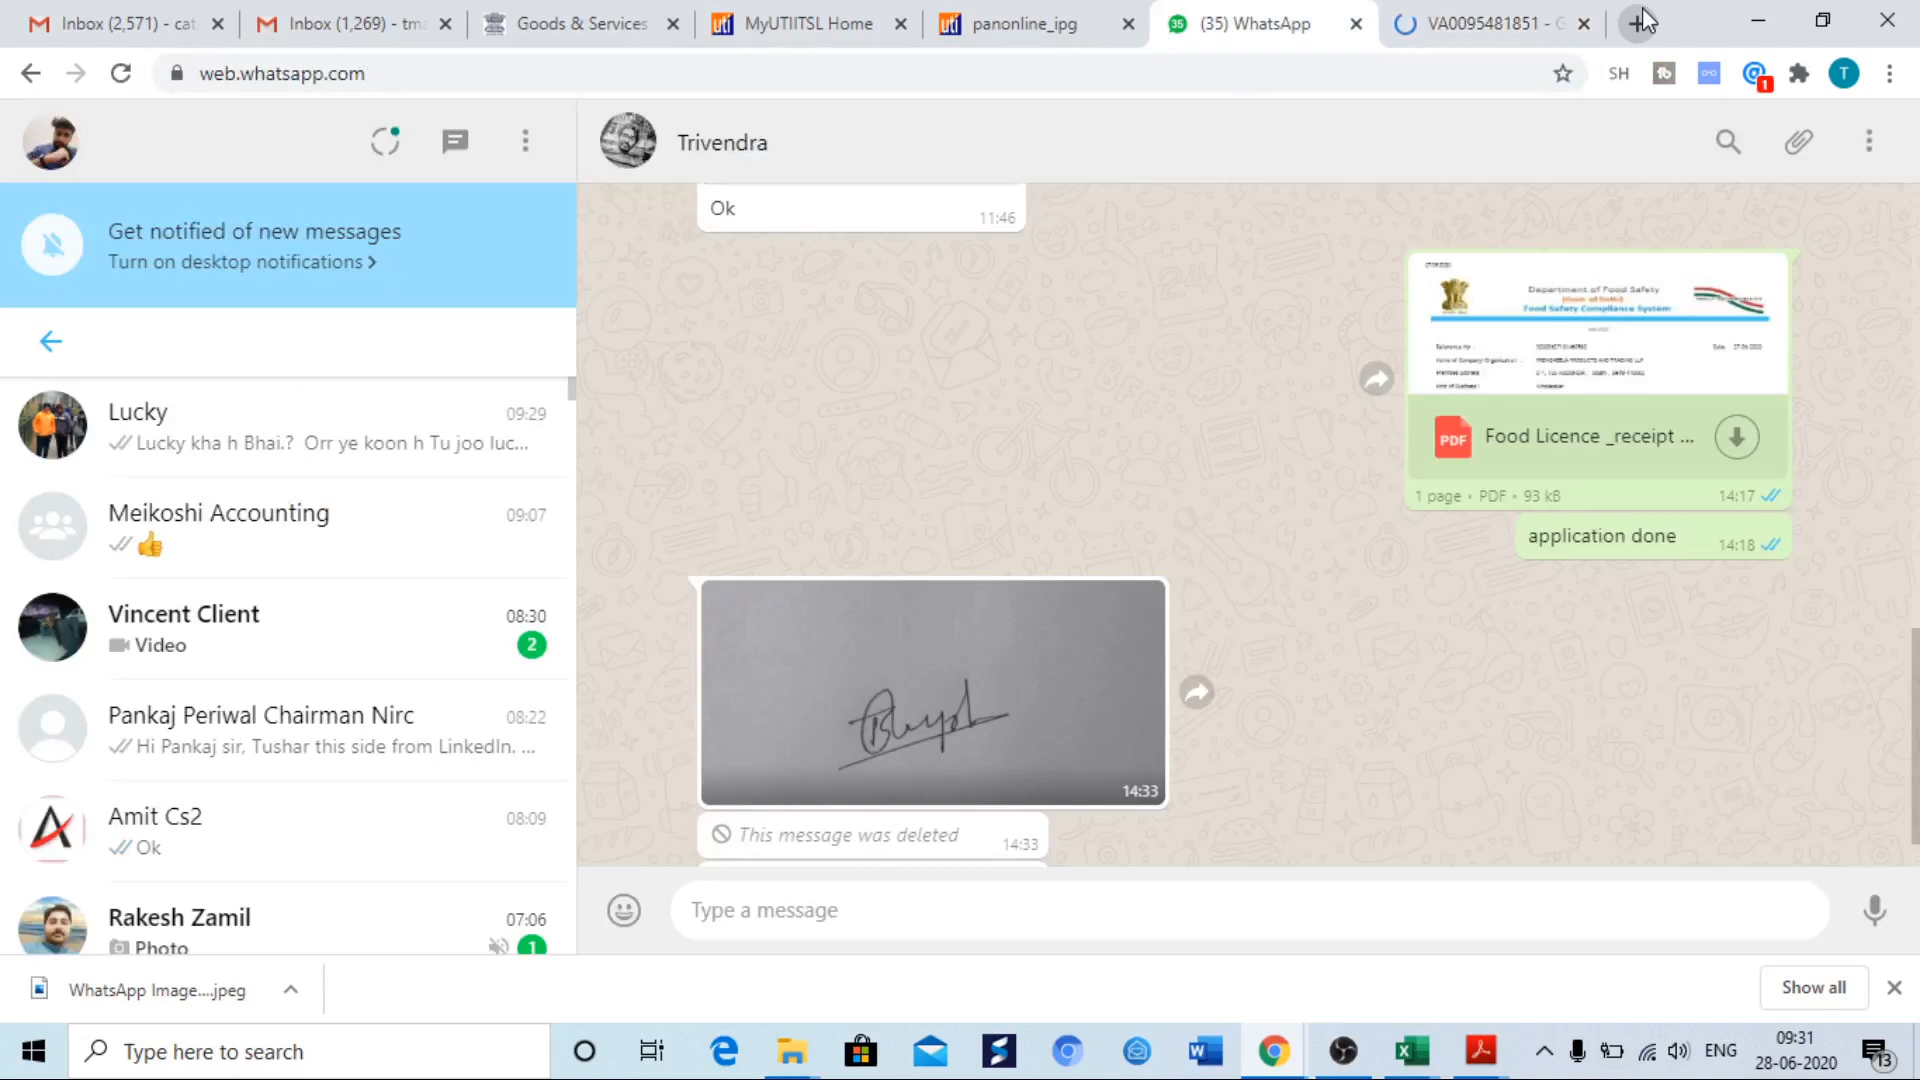 Inbox (2,571) - cat
Inbox (1,269) - tma
Goods & Services
MyUTIITSL Home
panonline_ipg
(35) WhatsApp
VA0095481851 - G
web.whatsapp.com
SH
1
T
Trivendra
Get notified of new messages
Turn on desktop notifications >
Lucky 09:29
Lucky kha h Bhai.? Orr ye koon h Tu joo luc...
Meikoshi Accounting 09:07
Vincent Client 08:30
Video 2
Pankaj Periwal Chairman Nirc 08:22
Hi Pankaj sir, Tushar this side from LinkedIn. ...
Amit Cs2 08:09
Ok
Rakesh Zamil 07:06
Photo 1
Ok
11:46
Department of Food Safety
(Govt. of Delhi)
Food Safety Compliance System
PDF Food Licence _receipt ...
1 page • PDF • 93 kB 14:17
application done 14:18
14:33
This message was deleted
14:33
Type a message
WhatsApp Image....jpeg
Show all
Type here to search
ENG
09:31
28-06-2020
13